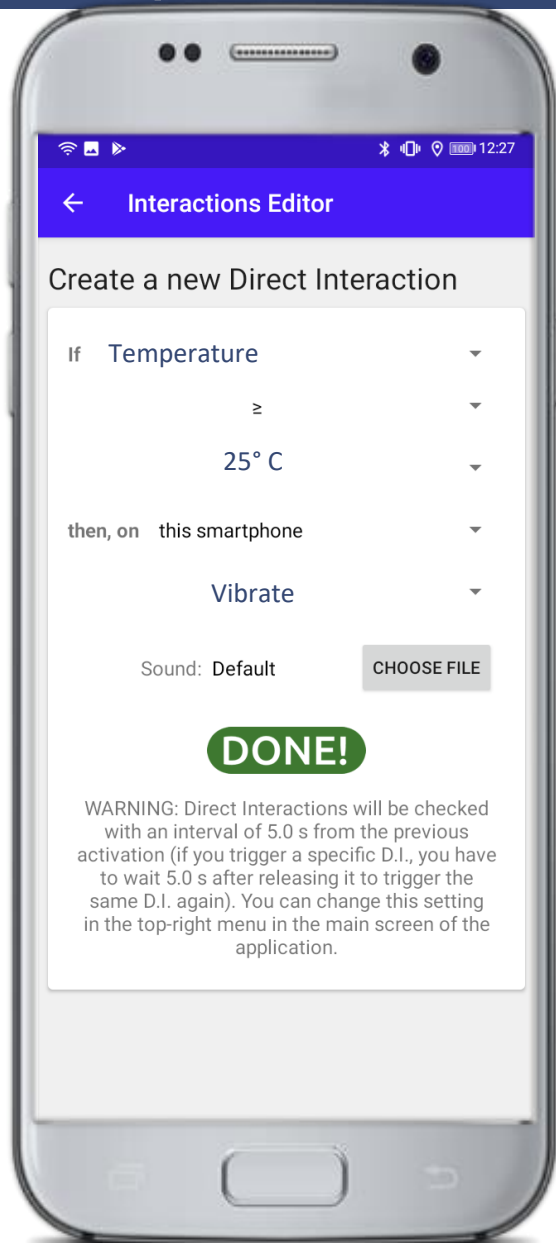 100 12:27
Interactions Editor
Create a new Direct Interaction
If Temperature
≥
25° C
then, on this smartphone
Vibrate
Sound: Default CHOOSE FILE
DONE!
WARNING: Direct Interactions will be checked
with an interval of 5.0 s from the previous
activation (if you trigger a specific D.I., you have
to wait 5.0 s after releasing it to trigger the
same D.I. again). You can change this setting
in the top-right menu in the main screen of the
application.